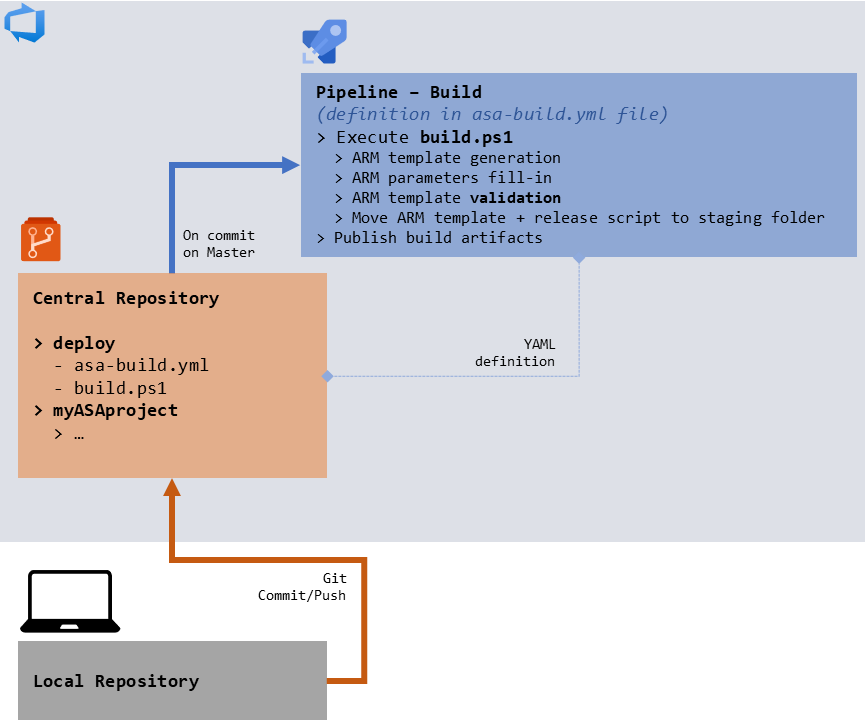 Pipeline – Build
(definition in asa-build.yml file)
> Execute build.ps1
> ARM template generation
> ARM parameters fill-in
> ARM template validation
> Move ARM template + release script to staging folder
> Publish build artifacts
On commit
on Master
Central Repository
> deploy
- asa-build.yml
- build.ps1
> myASAproject
> …
YAML
definition
Git
Commit/Push
Local Repository